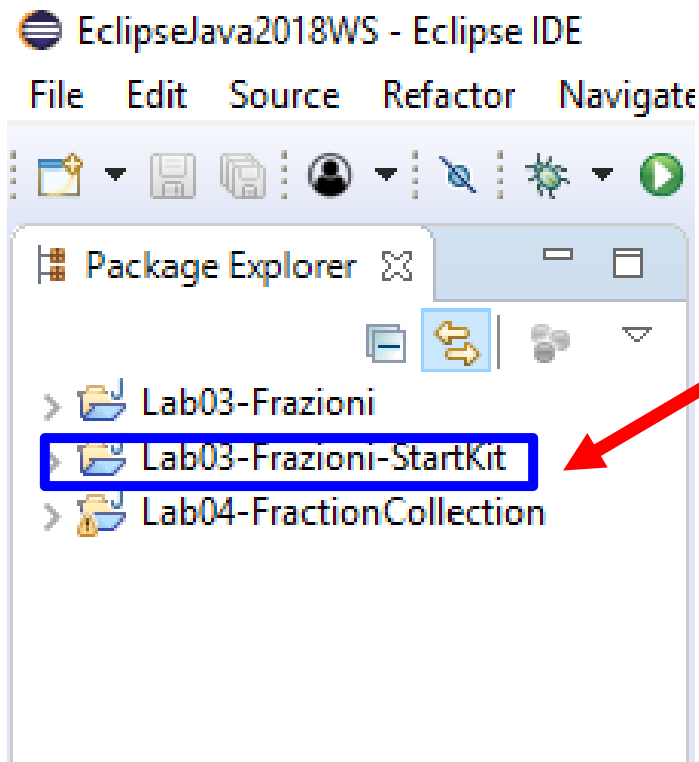 EclipseJava2018WS - Eclipse IDE
File Edit Source Refactor Navigate
Package Explorer
Lab03-Frazioni
Lab03-Frazioni-StartKit
Lab04-FractionCollection